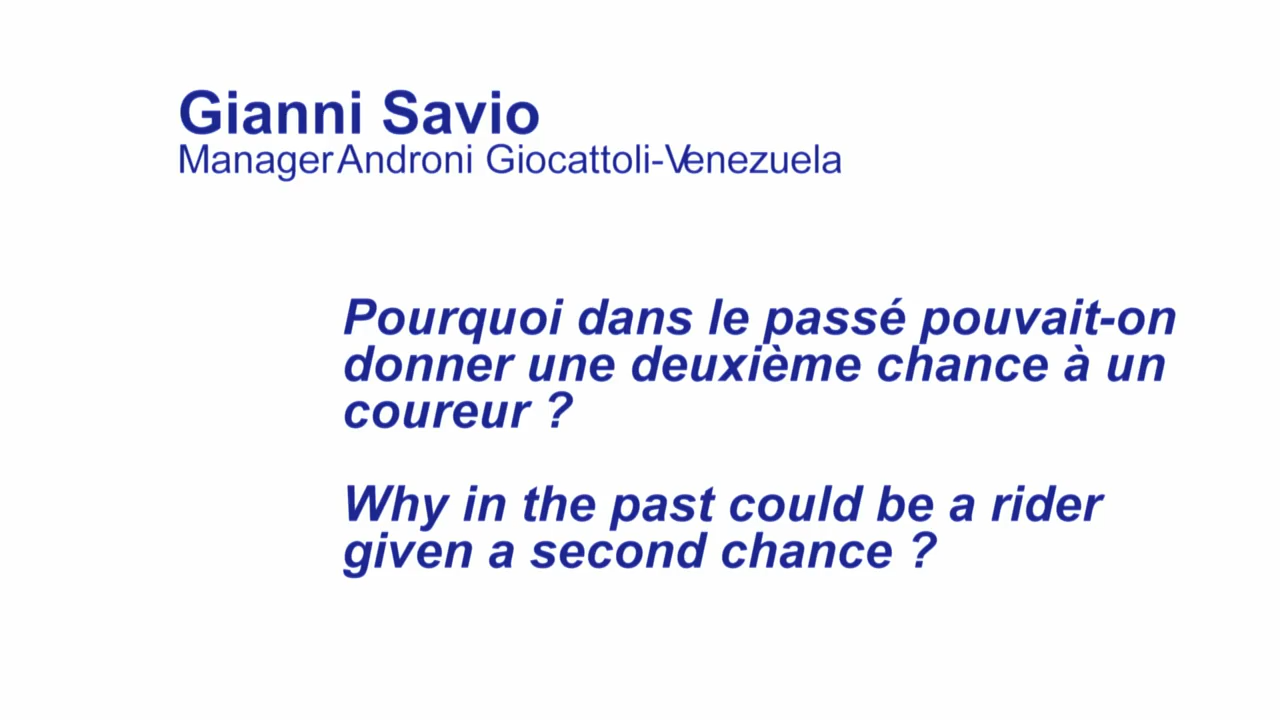 Gianni Savio
Manager Androni Giocattoli-Venezuela
Pourquoi dans le passé pouvait-on
donner une deuxième chance à un
coureur ?
Why in the past could be a rider
given a second chance ?